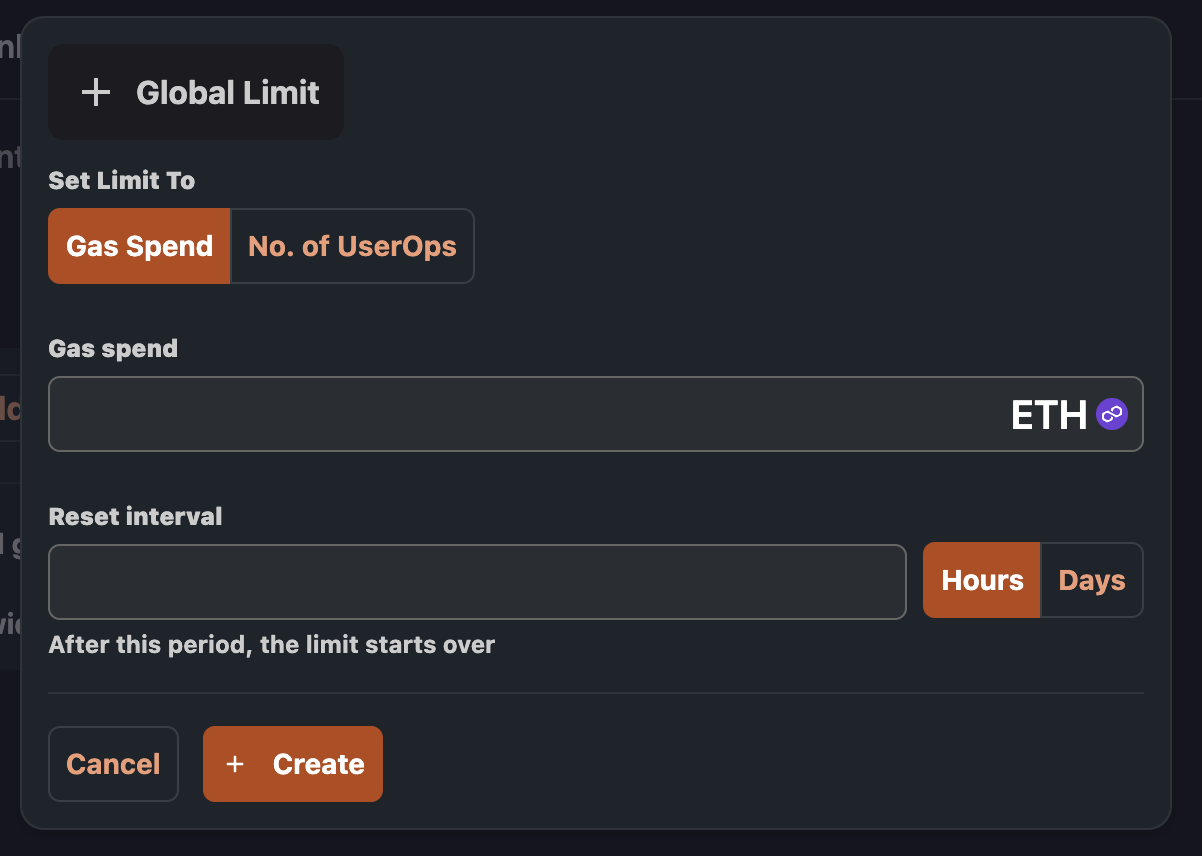 Global Limit
Set Limit To
Gas Spend No. of UserOps
Gas spend
ETH
Reset interval
Hours Days
After this period, the limit starts over
Cancel + Create